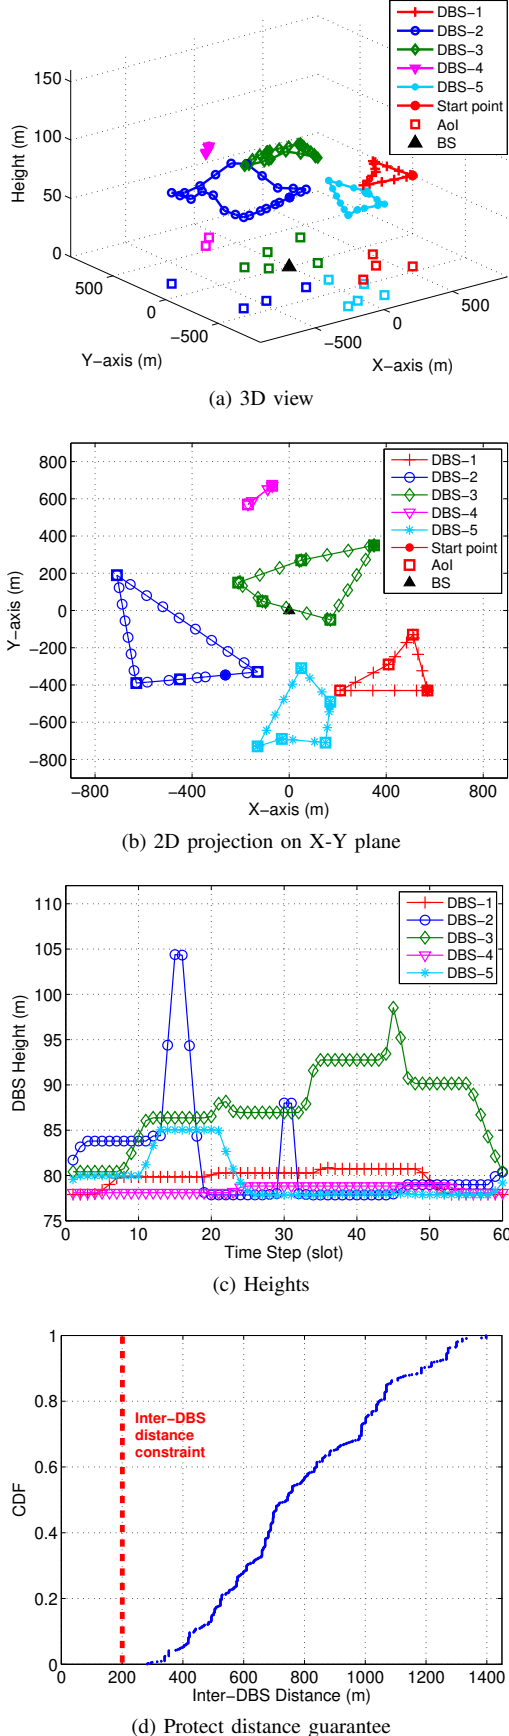 DBS−1
DBS−2
DBS−3
DBS−4
DBS−5
Start point
AoI
BS
150
100
50
0
Height (m)
500
0
−500
Y−axis (m)
−500
0
500
X−axis (m)
(a) 3D view
800
600
400
200
0
−200
−400
−600
−800
Y−axis (m)
DBS−1
DBS−2
DBS−3
DBS−4
DBS−5
Start point
AoI
BS
−800
−400
0
400
800
X−axis (m)
(b) 2D projection on X-Y plane
110
105
100
95
90
85
80
75
DBS Height (m)
DBS−1
DBS−2
DBS−3
DBS−4
DBS−5
0
10
20
30
40
50
60
Time Step (slot)
(c) Heights
1
0.8
0.6
0.4
0.2
0
CDF
Inter−DBS
distance
constraint
0
200
400
600
800
1000
1200
1400
Inter−DBS Distance (m)
(d) Protect distance guarantee